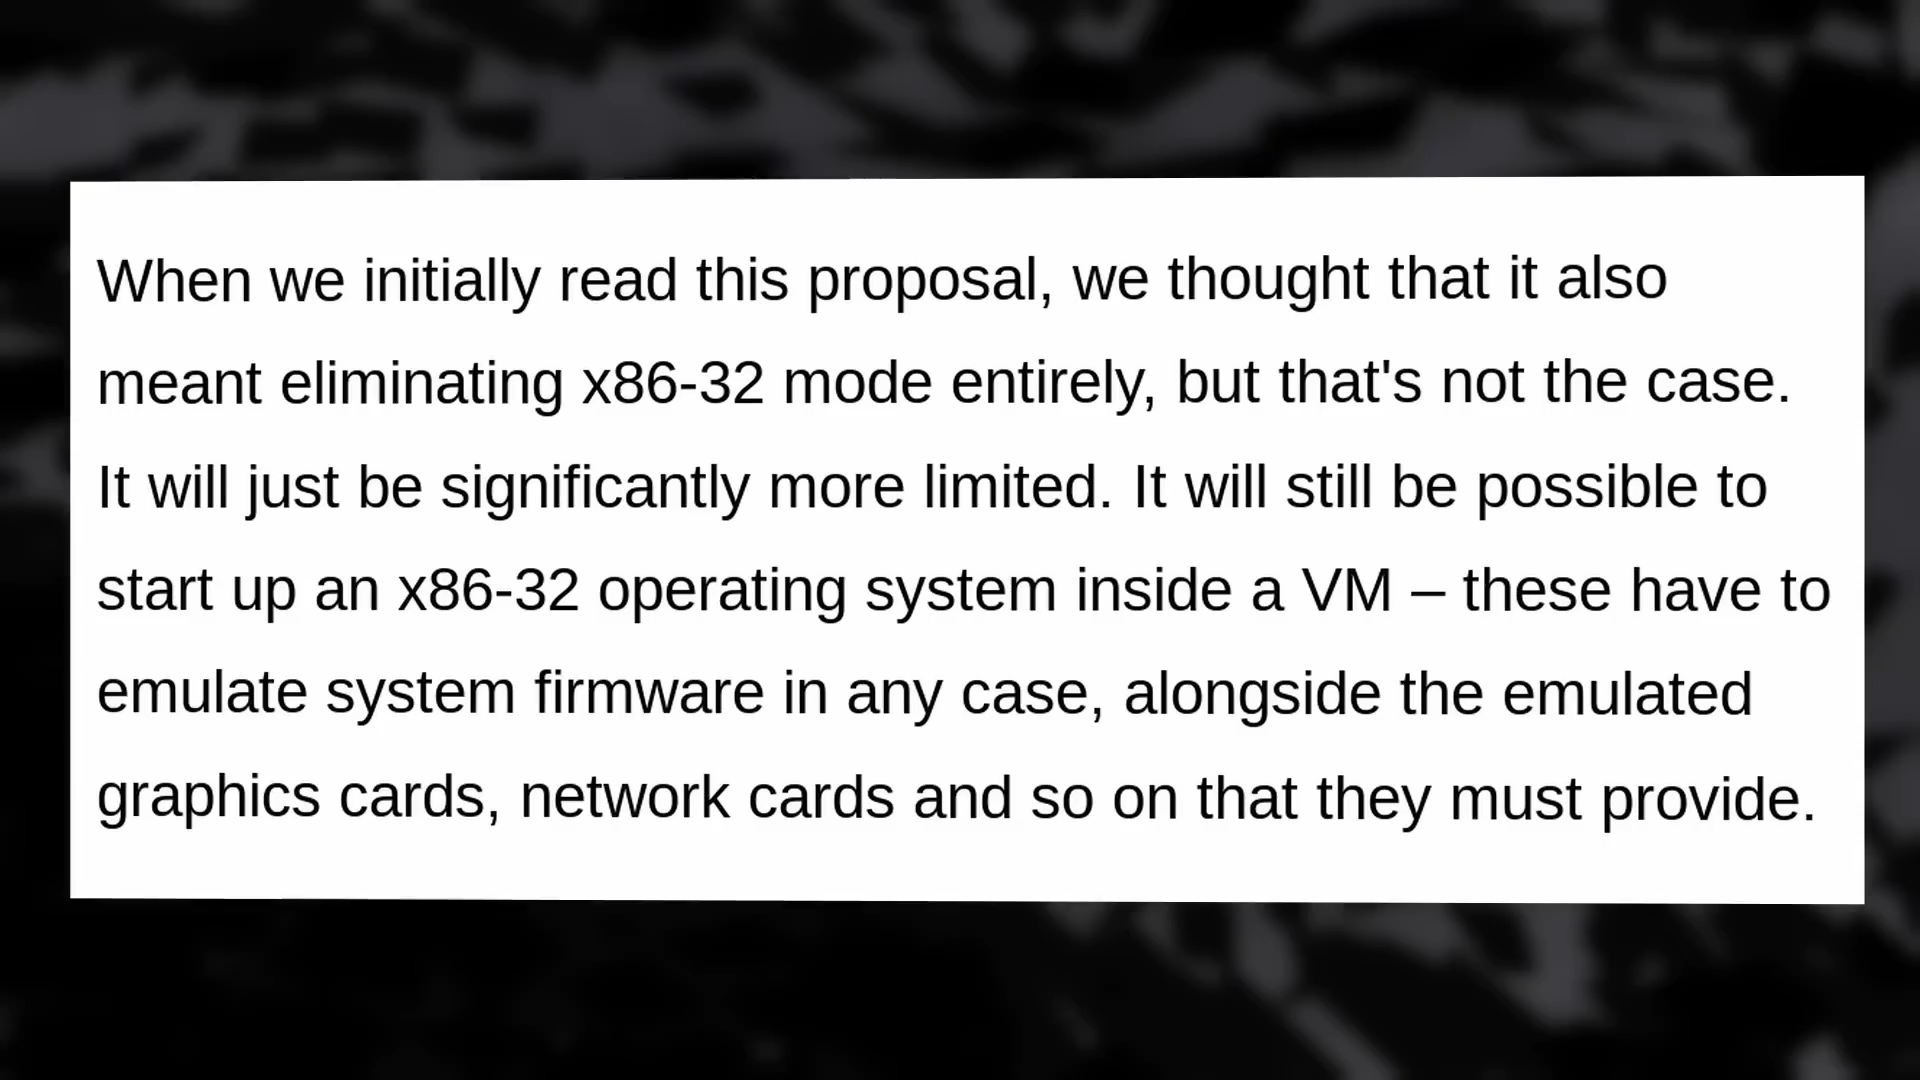 When we initially read this proposal, we thought that it also
meant eliminating x86-32 mode entirely, but that's not the case.
It will just be significantly more limited. It will still be possible to
start up an x86-32 operating system inside a VM – these have to
emulate system firmware in any case, alongside the emulated
graphics cards, network cards and so on that they must provide.